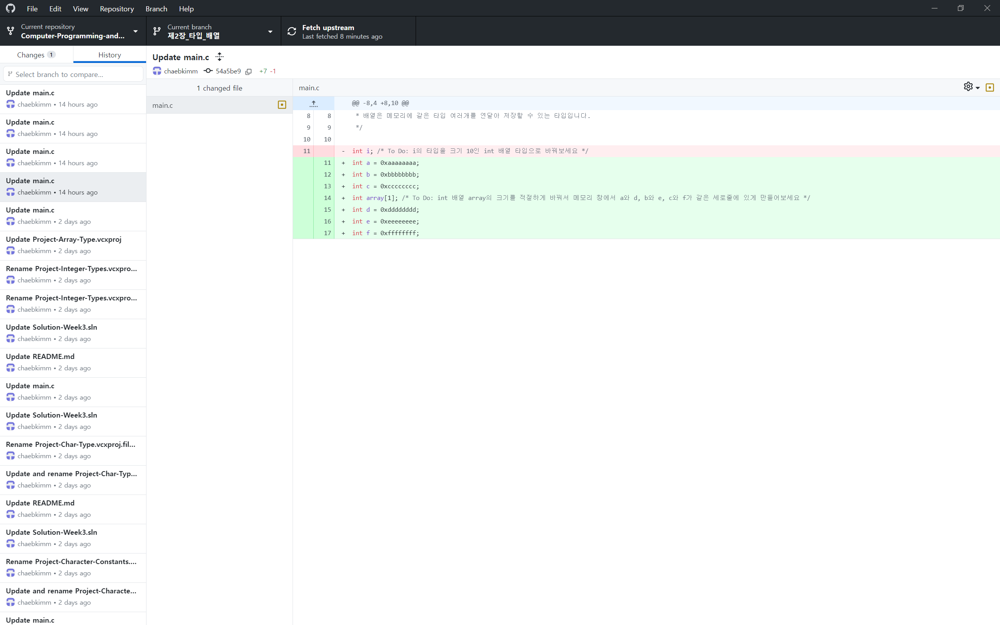 File Edit View Repository Branch Help
Current repository
Computer-Programming-and...
Current branch
제2장_타입_배열
Fetch upstream
Last fetched 8 minutes ago
Changes 1
History
Select branch to compare...
Update main.c
chaebkimm • 14 hours ago
Update main.c
chaebkimm • 14 hours ago
Update main.c
chaebkimm • 14 hours ago
Update main.c
chaebkimm • 14 hours ago
Update main.c
chaebkimm • 2 days ago
Update Project-Array-Type.vcxproj
chaebkimm • 2 days ago
Rename Project-Integer-Types.vcxpro...
chaebkimm • 2 days ago
Rename Project-Integer-Types.vcxpro...
chaebkimm • 2 days ago
Update Solution-Week3.sln
chaebkimm • 2 days ago
Update README.md
chaebkimm • 2 days ago
Update main.c
chaebkimm • 2 days ago
Update Solution-Week3.sln
chaebkimm • 2 days ago
Rename Project-Char-Type.vcxproj.fil...
chaebkimm • 2 days ago
Update and rename Project-Char-Typ...
chaebkimm • 2 days ago
Update README.md
chaebkimm • 2 days ago
Update Solution-Week3.sln
chaebkimm • 2 days ago
Rename Project-Character-Constants....
chaebkimm • 2 days ago
Update and rename Project-Characte...
chaebkimm • 2 days ago
Update main.c
Update main.c
chaebkimm 54a5be9 +7 -1
1 changed file
main.c
main.c
@@ -8,4 +8,10 @@
8 8 * 배열은 메모리에 같은 타입 여러개를 연달아 저장할 수 있는 타입입니다.
9 9 */
10 10
11 - int i; /* To Do: i의 타입을 크기 10인 int 배열 타입으로 바꿔보세요 */
11 + int a = 0xaaaaaaaa;
12 + int b = 0xbbbbbbbb;
13 + int c = 0xcccccccc;
14 + int array[1]; /* To Do: int 배열 array의 크기를 적절하게 바꿔서 메모리 창에서 a와 d, b와 e, c와 f가 같은 세로줄에 있게 만들어보세요 */
15 + int d = 0xdddddddd;
16 + int e = 0xeeeeeeee;
17 + int f = 0xffffffff;